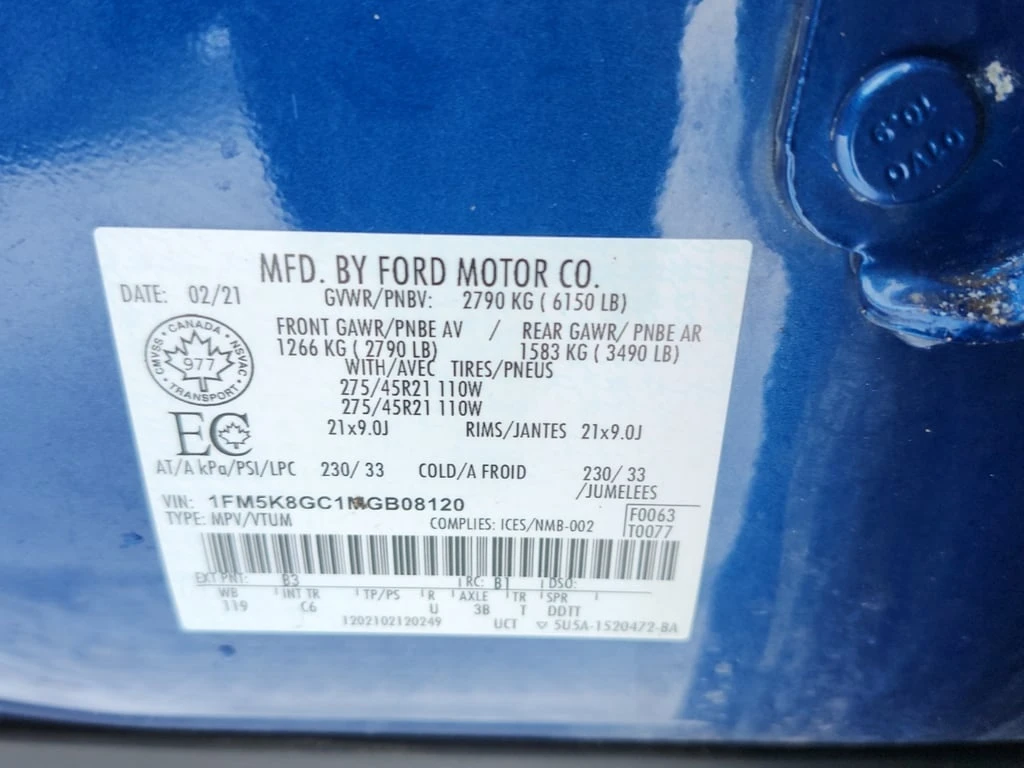 OVAC
10.9
MFD. BY FORD MOTOR CO.
DATE: 02/21
GVWR/PNBV: 2790 KG ( 6150 LB)
FRONT GAWR/PNBE AV / REAR GAWR/ PNBE AR
1266 KG ( 2790 LB) 1583 KG ( 3490 LB)
WITH/AVEC TIRES/PNEUS
275/45R21 110W
275/45R21 110W
21x9.0J RIMS/JANTES 21x9.0J
CANADA
CMVSS NSVAC
977
TRANSPORT
EC
AT/A kPa/PSI/LPC 230/ 33 COLD/A FROID 230/ 33
/JUMELEES
VIN: 1FM5K8GC1MGB08120
TYPE: MPV/VTUM COMPLIES: ICES/NMB-002
F0063
T0077
EXT PNT: B3 RC: B1 DSO:
WB INT TR TP/PS R AXLE TR SPR
119 C6 U 3B T DDTT
1202102120249 UCT ▽ 5U5A-1520472-BA